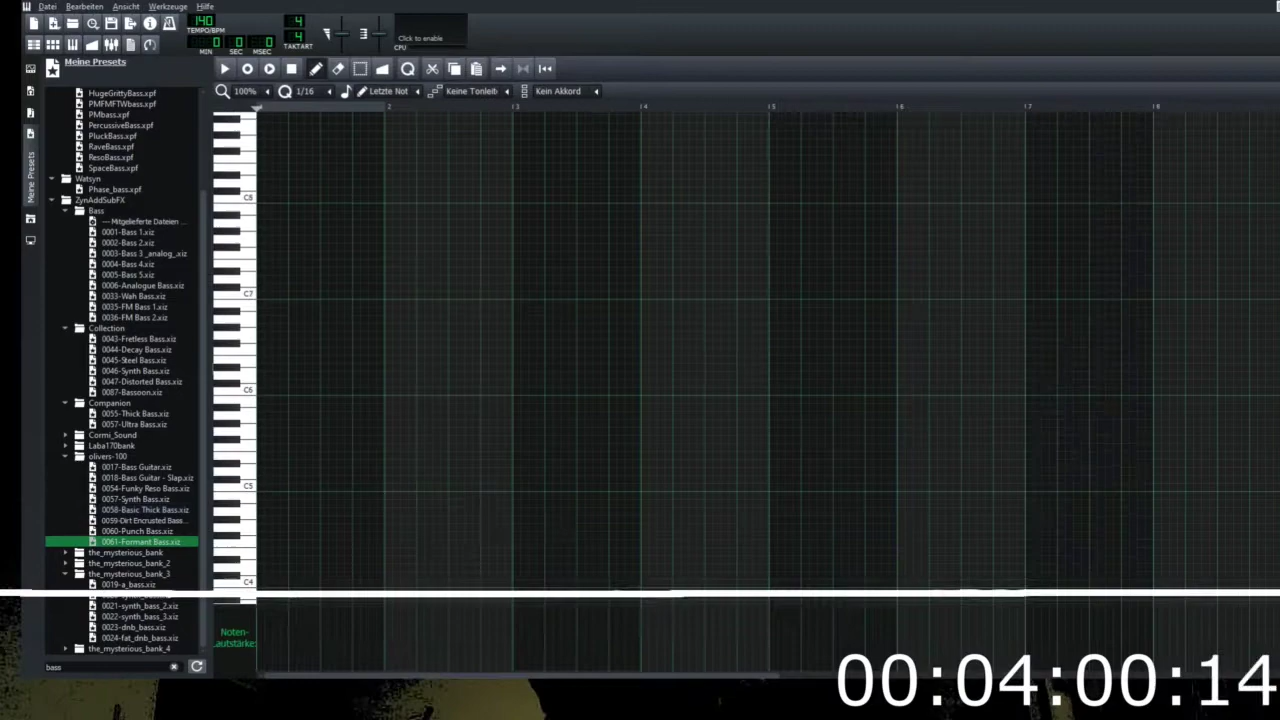 Datei Bearbeiten Ansicht Werkzeuge Hilfe
140
TEMPO/BPM
0 0 0
MIN SEC MSEC
4
4
TAKTART
CPU
Click to enable
Meine Presets
100% 1/16 Letzte Not Keine Tonleit Kein Akkord
Meine Presets
2 3 4 5 6 7 8
HugeGrittyBass.xpf
PMFMFTWbass.xpf
PMbass.xpf
PercussiveBass.xpf
PluckBass.xpf
RaveBass.xpf
ResoBass.xpf
SpaceBass.xpf
Watsyn
Phase_bass.xpf
ZynAddSubFX
Bass
--- Mitgelieferte Dateien ...
0001-Bass 1.xiz
0002-Bass 2.xiz
0003-Bass 3 _analog_.xiz
0004-Bass 4.xiz
0005-Bass 5.xiz
0006-Analogue Bass.xiz
0033-Wah Bass.xiz
0035-FM Bass 1.xiz
0036-FM Bass 2.xiz
Collection
0043-Fretless Bass.xiz
0044-Decay Bass.xiz
0045-Steel Bass.xiz
0046-Synth Bass.xiz
0047-Distorted Bass.xiz
0087-Bassoon.xiz
Companion
0055-Thick Bass.xiz
0057-Ultra Bass.xiz
Cormi_Sound
Laba170bank
olivers-100
0017-Bass Guitar.xiz
0018-Bass Guitar - Slap.xiz
0054-Funky Reso Bass.xiz
0057-Synth Bass.xiz
0058-Basic Thick Bass.xiz
0059-Dirt Encrusted Bass...
0060-Punch Bass.xiz
0061-Formant Bass.xiz
the_mysterious_bank
the_mysterious_bank_2
the_mysterious_bank_3
0019-a_bass.xiz
0021-synth_bass_2.xiz
0022-synth_bass_3.xiz
0023-dnb_bass.xiz
0024-fat_dnb_bass.xiz
the_mysterious_bank_4
bass
C8
C7
C6
C5
C4
Noten-
Lautstärke:
00:04:00:14